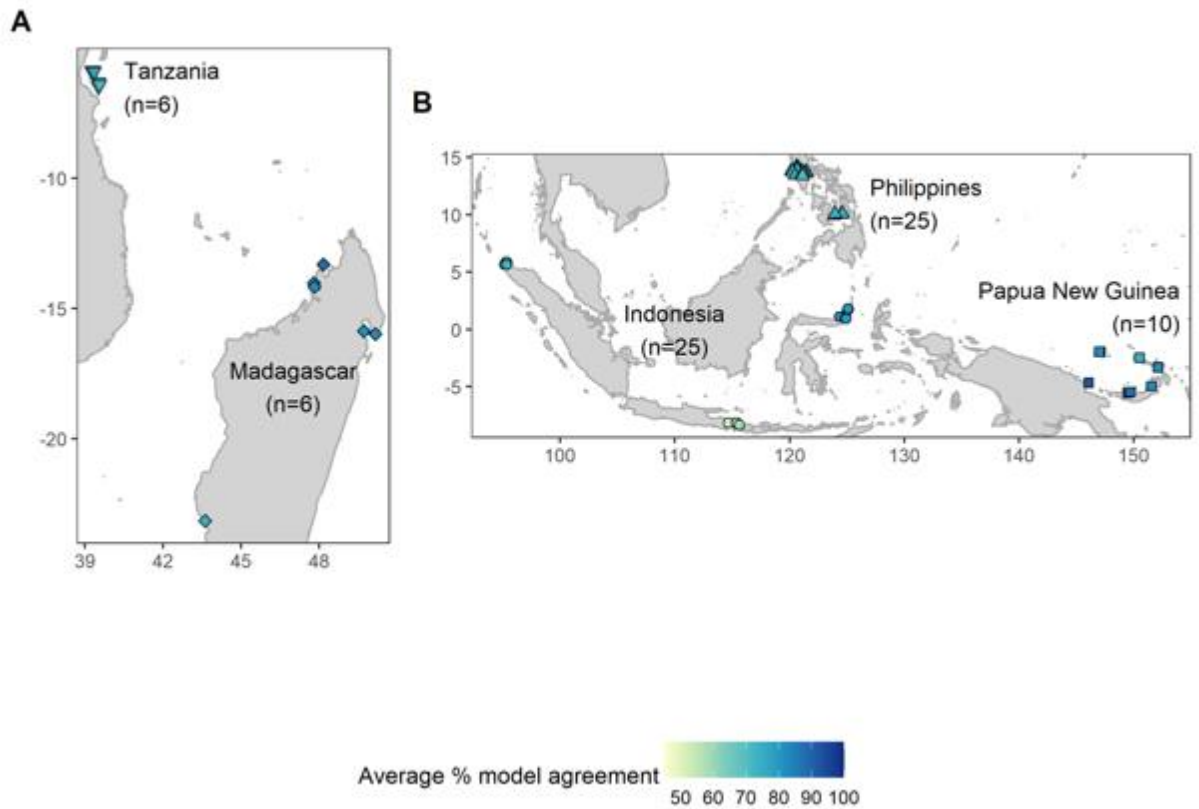 A
Tanzania
(n=6)
-10
-15
-20
Madagascar
(n=6)
39 42 45 48
B
15
10
5
0
-5
Philippines
(n=25)
Indonesia
(n=25)
Papua New Guinea
(n=10)
100 110 120 130 140 150
Average % model agreement
50 60 70 80 90 100